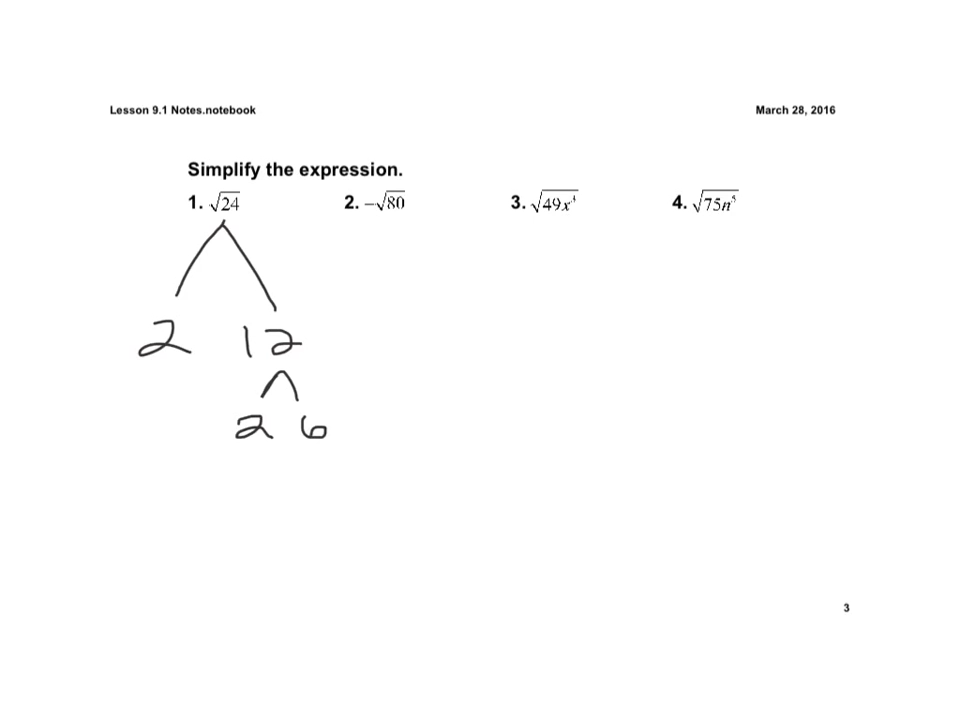 Lesson 9.1 Notes.notebook March 28, 2016
Simplify the expression.
1. √24 2. −√80 3. √49x³ 4. √75n⁵
2 12
2 6
3